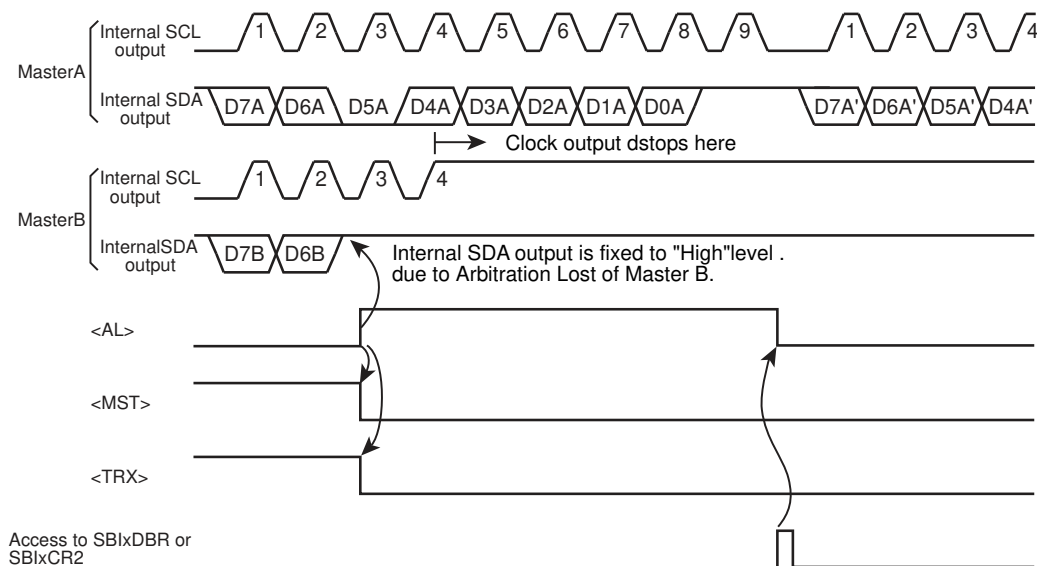 Internal SCL
output
1 2 3 4 5 6 7 8 9 1 2 3 4
MasterA
Internal SDA
output
D7A D6A D5A D4A D3A D2A D1A D0A D7A' D6A' D5A' D4A'
Clock output dstops here
Internal SCL
output
1 2 3 4
MasterB
InternalSDA
output
D7B D6B
Internal SDA output is fixed to "High"level .
due to Arbitration Lost of Master B.
<AL>
<MST>
<TRX>
Access to SBIxDBR or
SBIxCR2